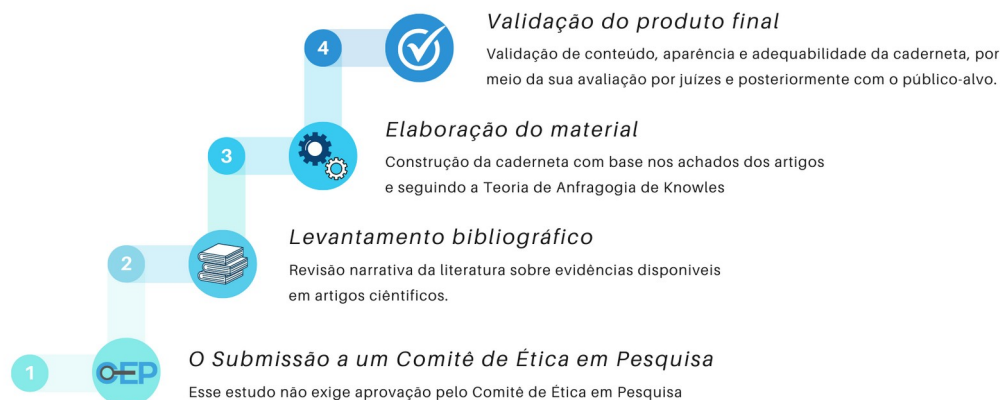 4
Validação do produto final
Validação de conteúdo, aparência e adequabilidade da caderneta, por
meio da sua avaliação por juízes e posteriormente com o público-alvo.
3
Elaboração do material
Construção da caderneta com base nos achados dos artigos
e seguindo a Teoria de Anfragogia de Knowles
2
Levantamento bibliográfico
Revisão narrativa da literatura sobre evidências disponiveis
em artigos ciêntificos.
1
CEP
O Submissão a um Comitê de Ética em Pesquisa
Esse estudo não exige aprovação pelo Comitê de Ética em Pesquisa